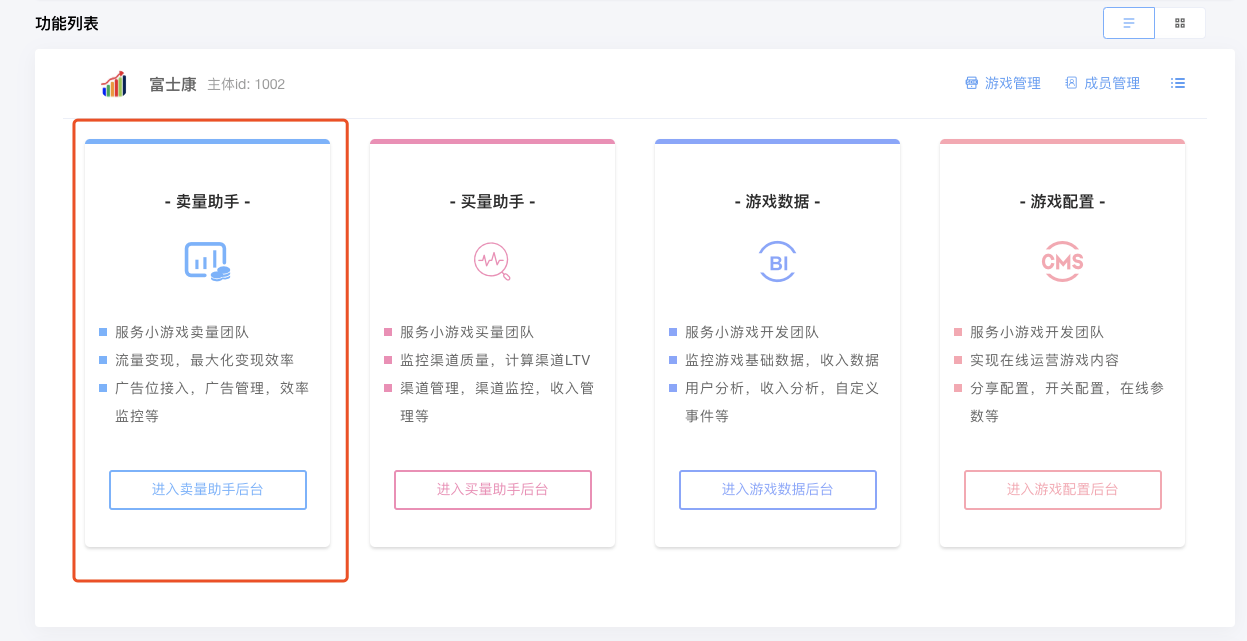 功能列表
富士康 主体id: 1002
游戏管理 成员管理
- 卖量助手 -
服务小游戏卖量团队
流量变现，最大化变现效率
广告位接入，广告管理，效率
监控等
进入卖量助手后台
- 买量助手 -
服务小游戏买量团队
监控渠道质量，计算渠道LTV
渠道管理，渠道监控，收入管
理等
进入买量助手后台
- 游戏数据 -
BI
服务小游戏开发团队
监控游戏基础数据，收入数据
用户分析，收入分析，自定义
事件等
进入游戏数据后台
- 游戏配置 -
CMS
服务小游戏开发团队
实现在线运营游戏内容
分享配置，开关配置，在线参
数等
进入游戏配置后台